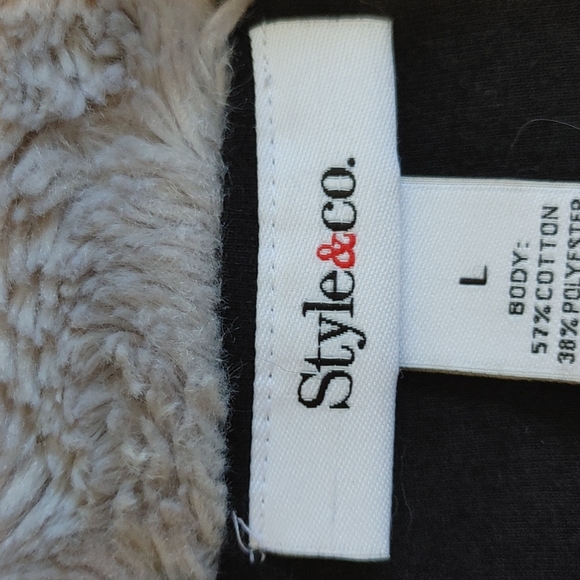 Style&co.
L
BODY:
57% COTTON
38% POLYESTER